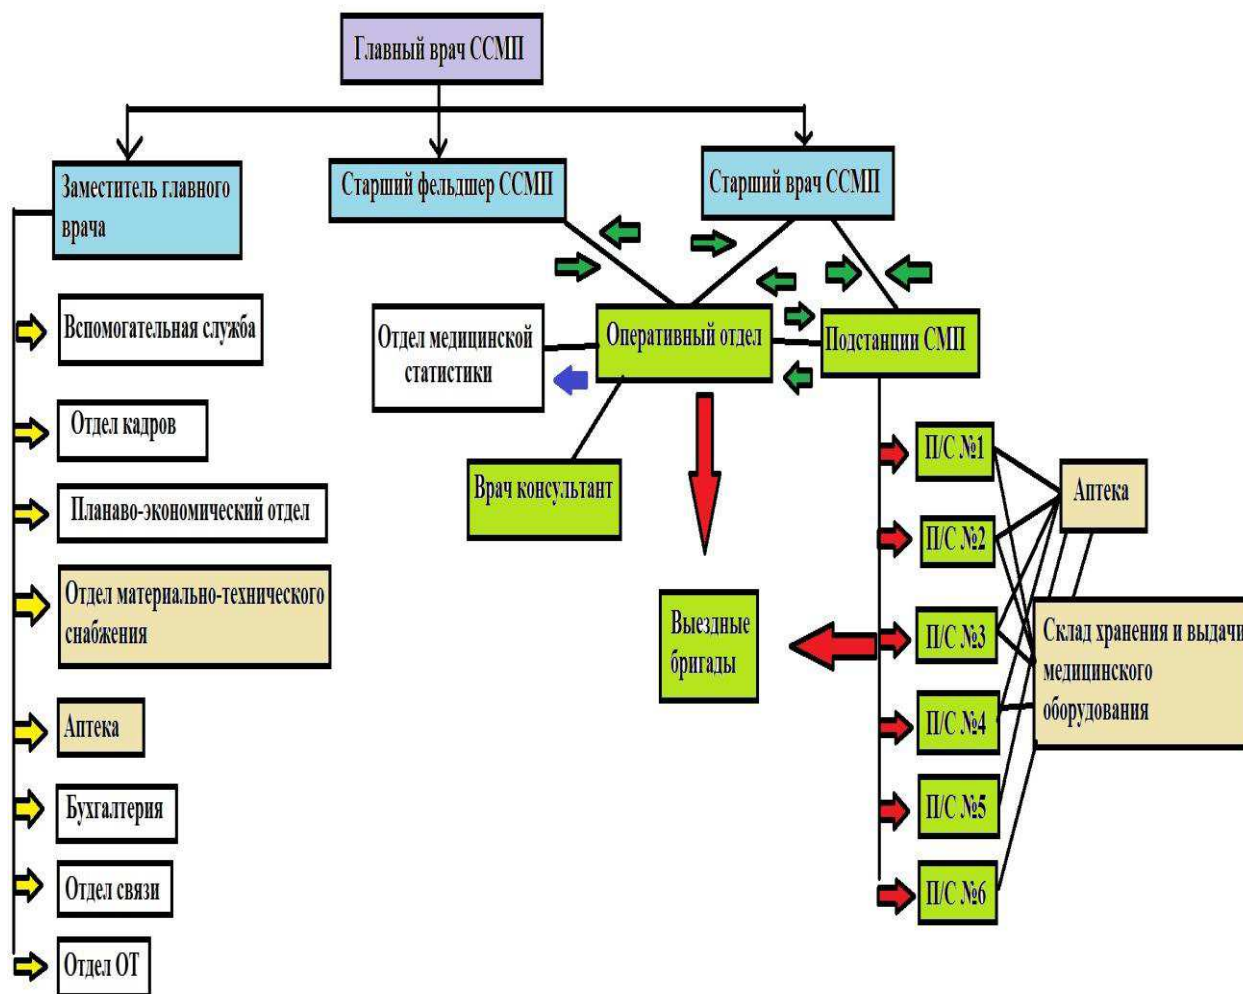 Главный врач ССМП
Заместитель главного
врача
Старший фельдшер ССМП
Старший врач ССМП
Вспомогательная служба
Отдел кадров
Планаво-экономический отдел
Отдел материально-технического
снабжения
Аптека
Бухгалтерия
Отдел связи
Отдел ОТ
Отдел медицинской
статистики
Оперативный отдел
Подстанции СМП
Врач консультант
Выездные
бригады
П/С №1
П/С №2
П/С №3
П/С №4
П/С №5
П/С №6
Аптека
Склад хранения и выдачи
медицинского
оборудования